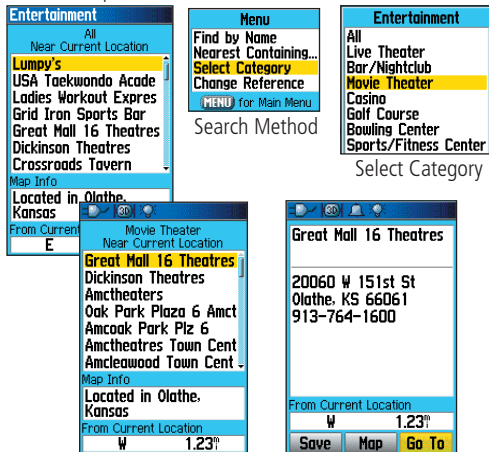 Entertainment
All
Near Current Location
Lumpy's
USA Taekwondo Acade
Ladies Workout Expres
Grid Iron Sports Bar
Great Mall 16 Theatres
Dickinson Theatres
Crossroads Tavern
Map Info
Located in Olathe,
Kansas
From Current
E
Menu
Find by Name
Nearest Containing...
Select Category
Change Reference
MENU for Main Menu
Search Method
Entertainment
All
Live Theater
Bar/Nightclub
Movie Theater
Casino
Golf Course
Bowling Center
Sports/Fitness Center
Select Category
3D
Movie Theater
Near Current Location
Great Mall 16 Theatres
Dickinson Theatres
Amctheaters
Oak Park Plaza 6 Amct
Amcoak Park Plz 6
Amctheatres Town Cent
Amcleawood Town Cent
Map Info
Located in Olathe,
Kansas
From Current Location
W 1.23m
3D
Great Mall 16 Theatres
20060 W 151st St
Olathe, KS 66061
913-764-1600
From Current Location
W 1.23m
Save Map Go To